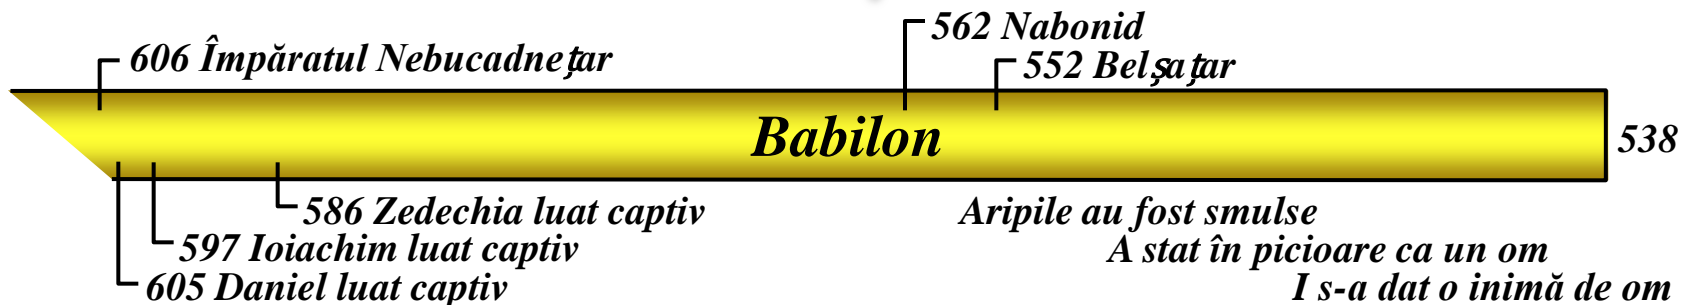 562 Nabonid
606 Împăratul Nebucadnețar
552 Belșațar
Babilon
538
586 Zedechia luat captiv
Aripile au fost smulse
597 Ioiachim luat captiv
A stat în picioare ca un om
605 Daniel luat captiv
I s-a dat o inimă de om